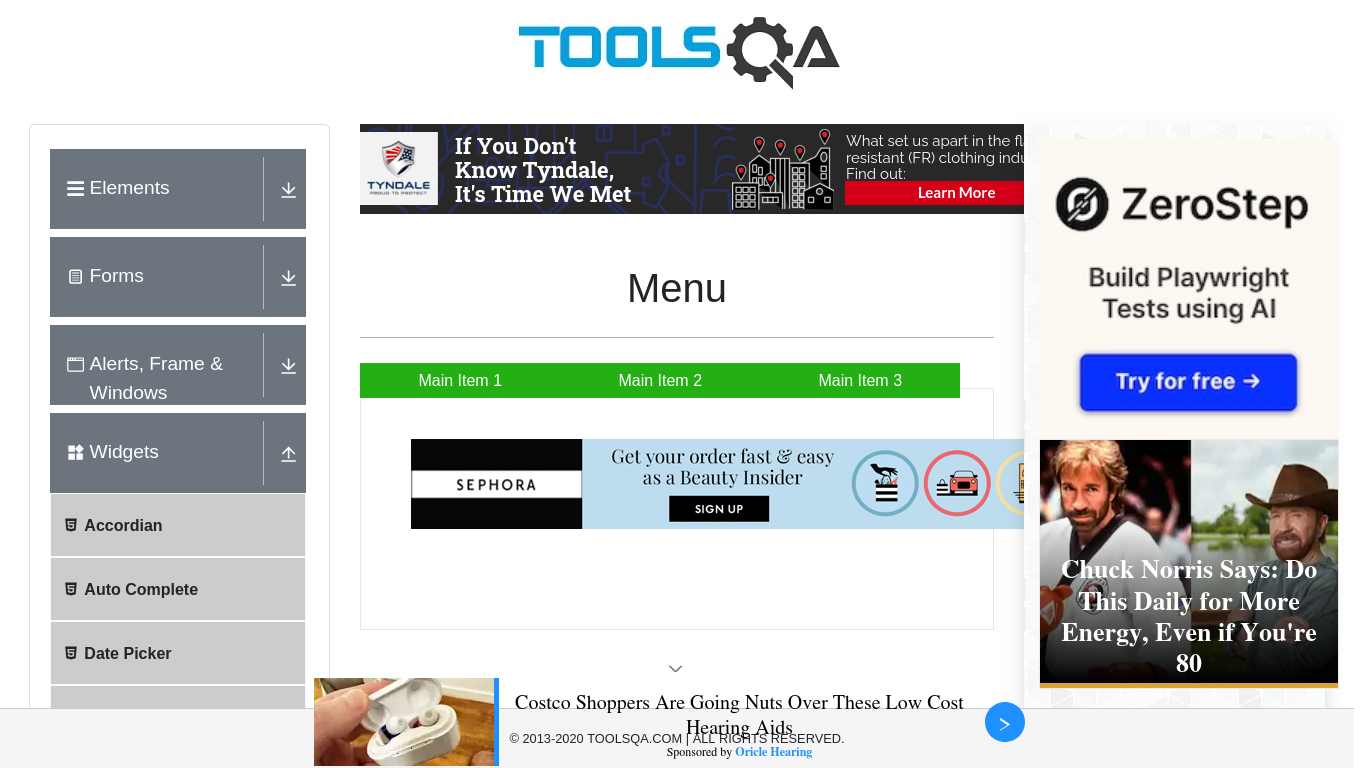 TOOLSQA
Elements
Forms
Alerts, Frame &
Windows
Widgets
Accordian
Auto Complete
Date Picker
TYNDALE
PROUD TO PROTECT
If You Don't
Know Tyndale,
It's Time We Met
What set us apart in the fl
resistant (FR) clothing indu
Find out:
Learn More
Menu
Main Item 1
Main Item 2
Main Item 3
SEPHORA
Get your order fast & easy
as a Beauty Insider
SIGN UP
ZeroStep
Build Playwright
Tests using AI
Try for free →
Chuck Norris Says: Do
This Daily for More
Energy, Even if You're
80
Costco Shoppers Are Going Nuts Over These Low Cost
Hearing Aids
© 2013-2020 TOOLSQA.COM | ALL RIGHTS RESERVED.
Sponsored by Oricle Hearing